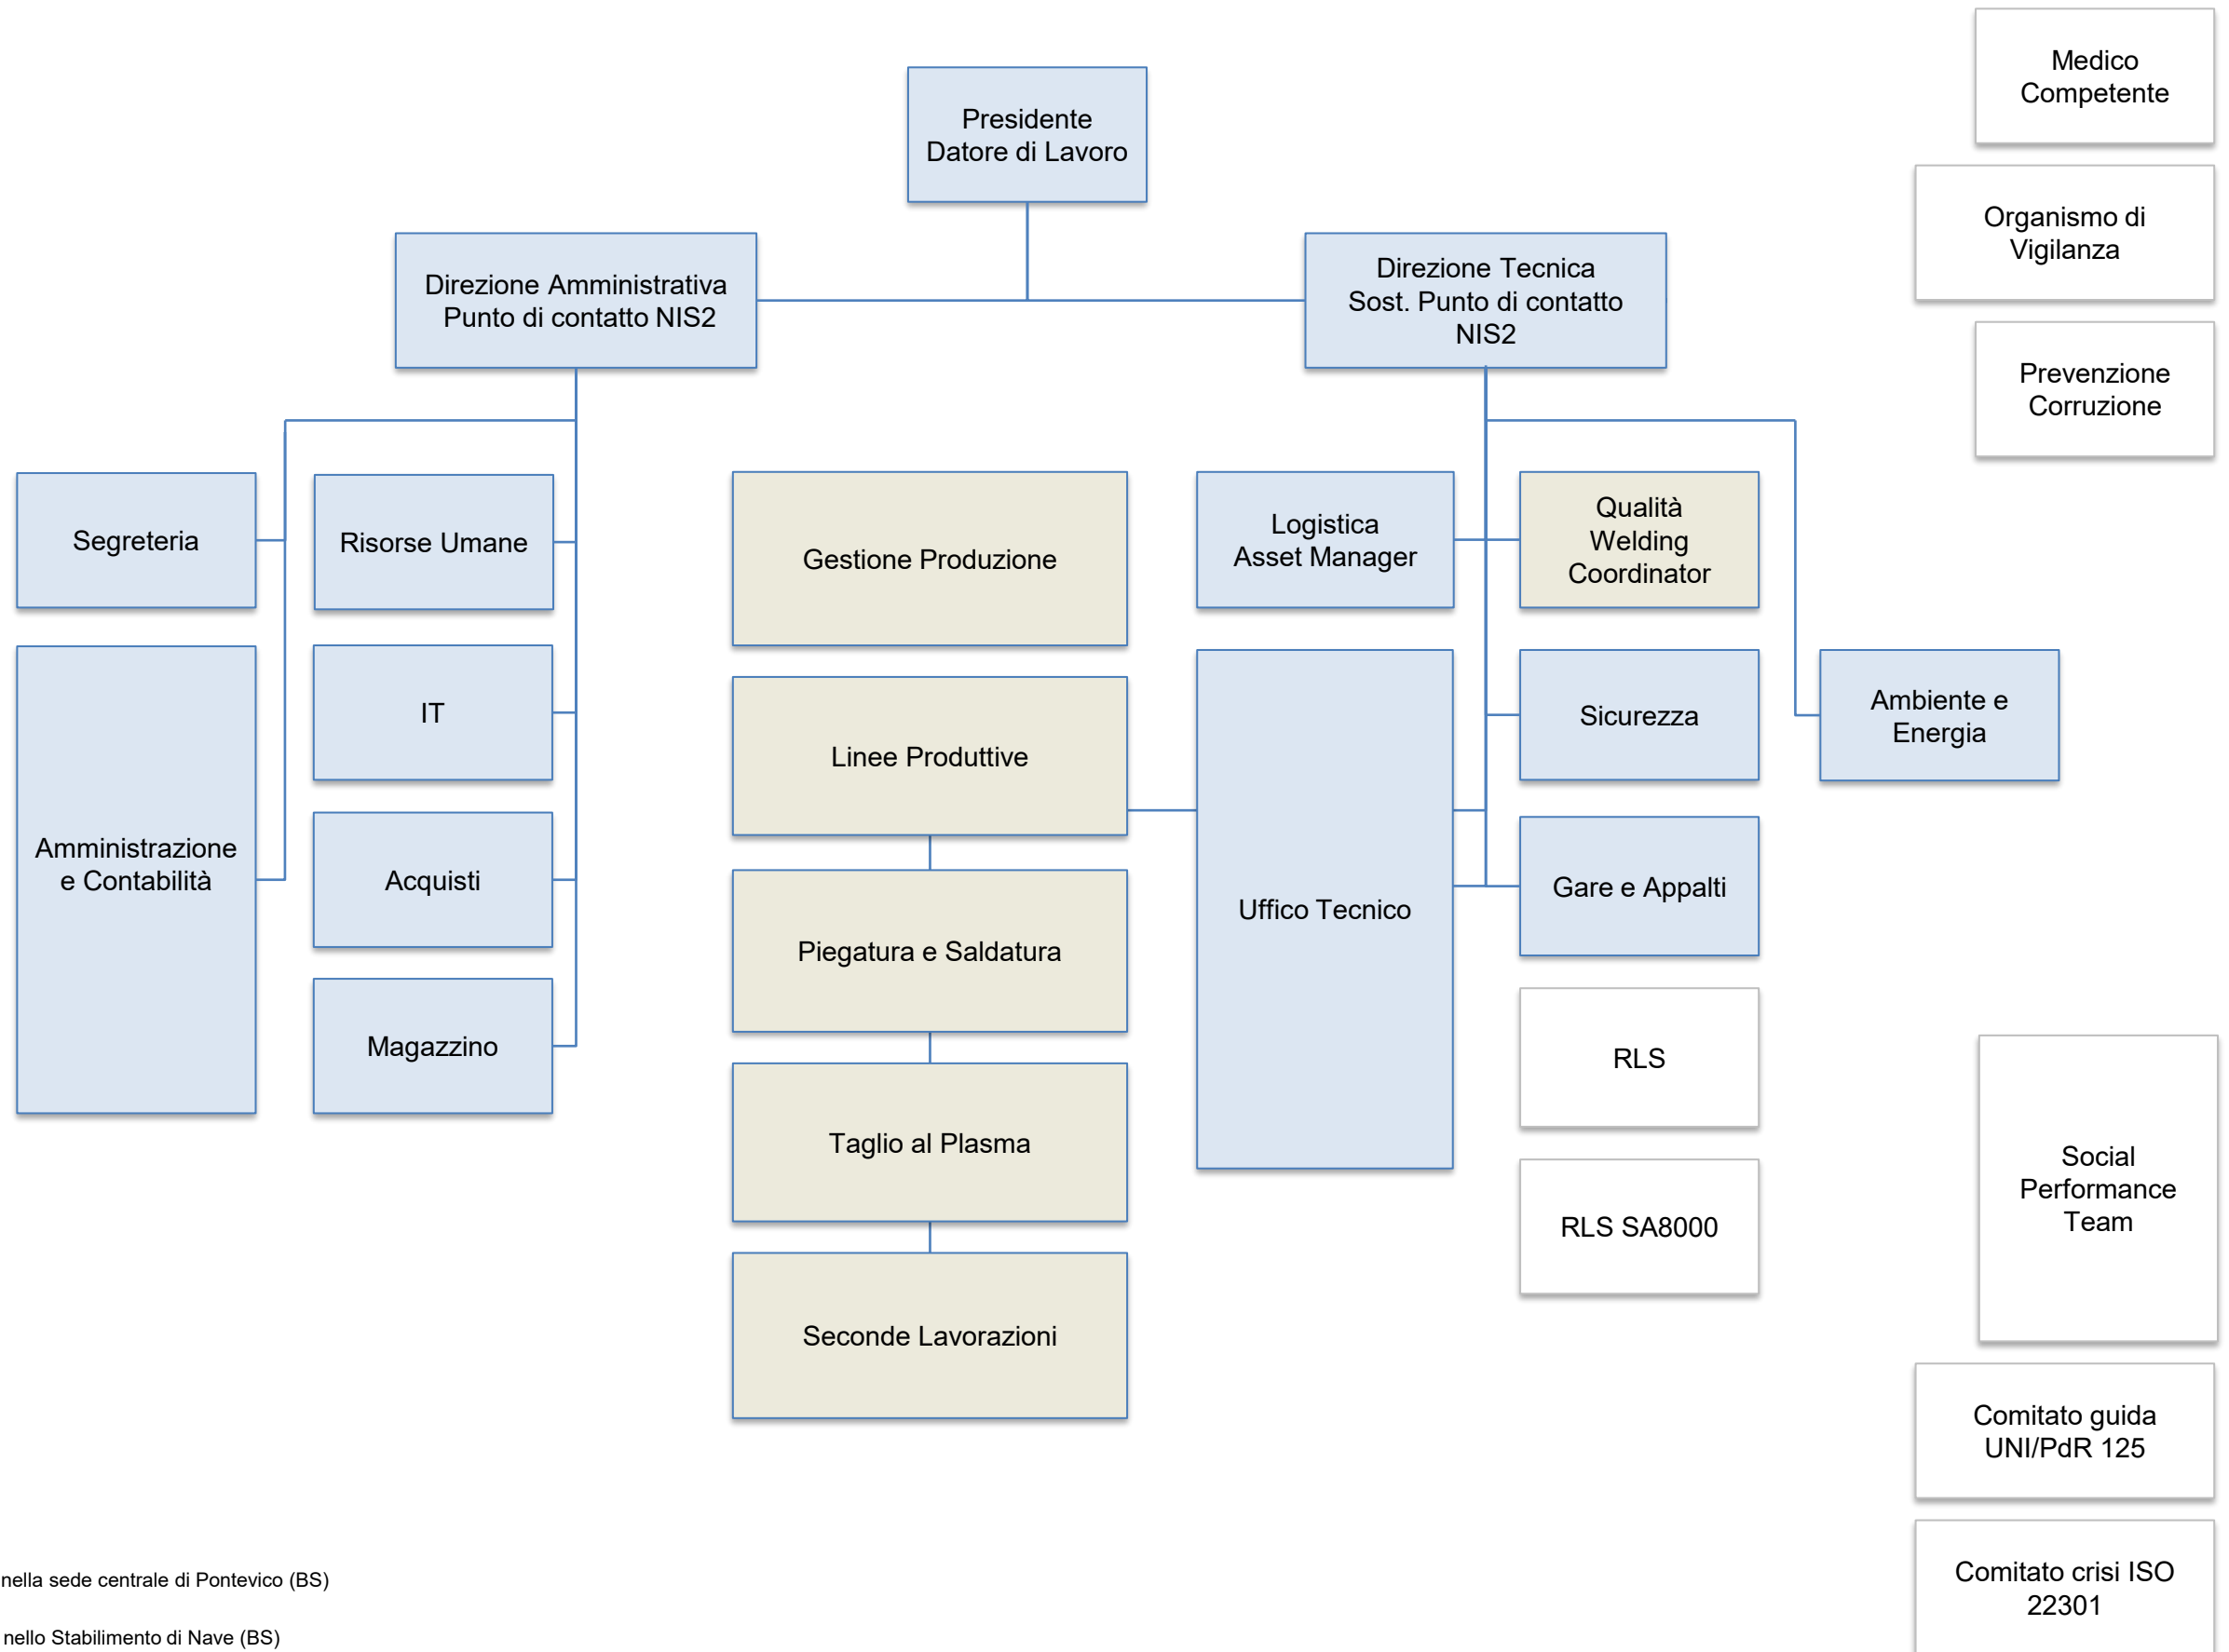 Medico
Competente
Presidente
Datore di Lavoro
Organismo di
Vigilanza
Direzione Amministrativa
Punto di contatto NIS2
Direzione Tecnica
Sost. Punto di contatto
NIS2
Prevenzione
Corruzione
Segreteria
Risorse Umane
Gestione Produzione
Logistica
Asset Manager
Qualità
Welding
Coordinator
IT
Linee Produttive
Sicurezza
Ambiente e
Energia
Amministrazione
e Contabilità
Acquisti
Piegatura e Saldatura
Uffico Tecnico
Gare e Appalti
Magazzino
Taglio al Plasma
RLS
Social
Performance
Team
RLS SA8000
Seconde Lavorazioni
Comitato guida
UNI/PdR 125
Comitato crisi ISO
22301
nella sede centrale di Pontevico (BS)
nello Stabilimento di Nave (BS)